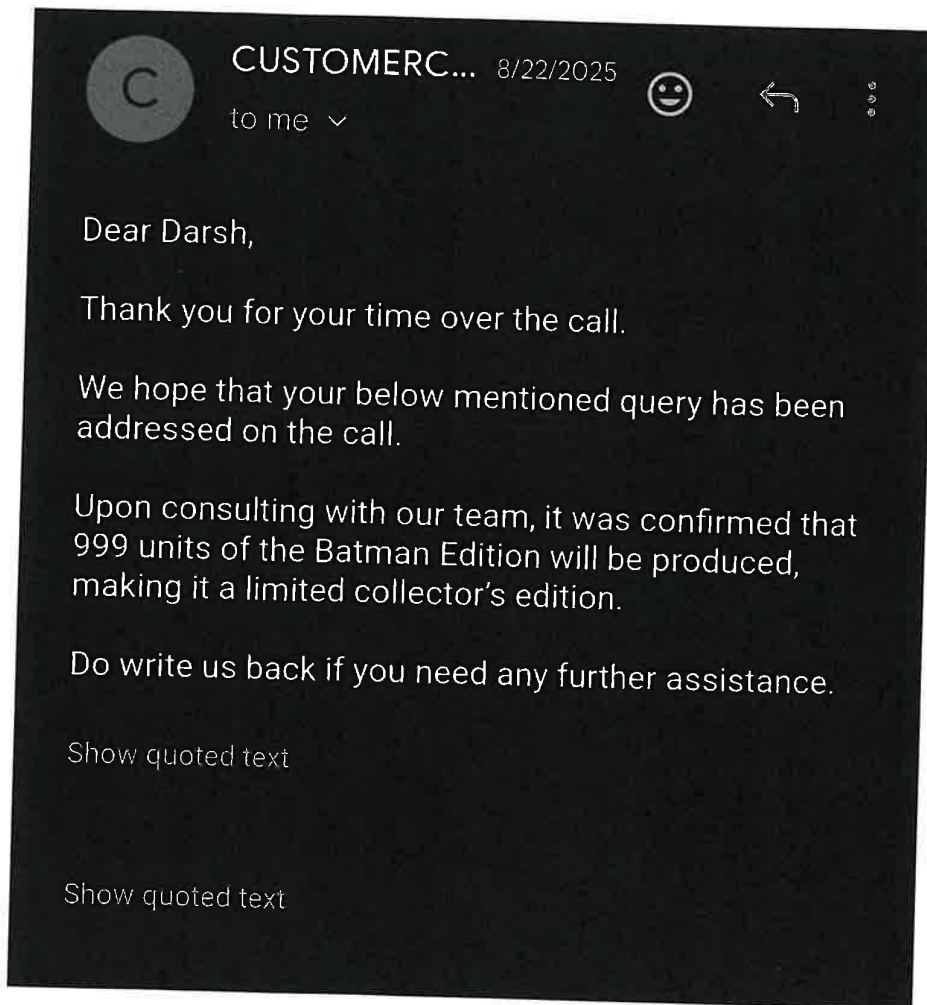 C
CUSTOMERC... 8/22/2025
to me
Dear Darsh,
Thank you for your time over the call.
We hope that your below mentioned query has been
addressed on the call.
Upon consulting with our team, it was confirmed that
999 units of the Batman Edition will be produced,
making it a limited collector's edition.
Do write us back if you need any further assistance.
Show quoted text
Show quoted text